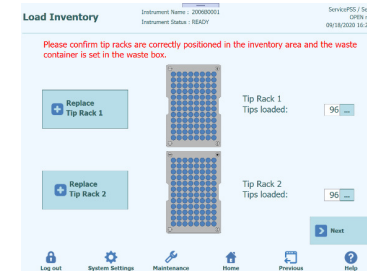 Load Inventory
Instrument Name : 200680001
Instrument Status : READY
ServicePSS / Se
OPEN
09/18/2020 16:2
Please confirm tip racks are correctly positioned in the inventory area and the waste
container is set in the waste box.
Replace
Tip Rack 1
Tip Rack 1
Tips loaded:
96 ...
Replace
Tip Rack 2
Tip Rack 2
Tips loaded:
96 ...
Next
Log out
System Settings
Maintenance
Home
Previous
Help